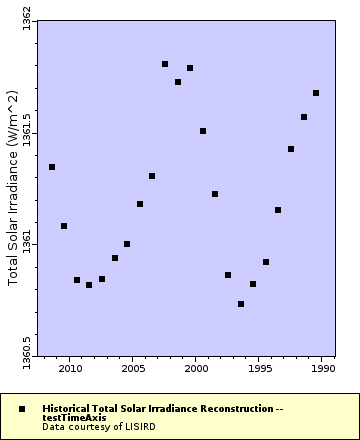 1362
1361.5
1361
1360.5
Total Solar Irradiance (W/m^2)
2010 2005 2000 1995 1990
Historical Total Solar Irradiance Reconstruction --
testTimeAxis
Data courtesy of LISIRD